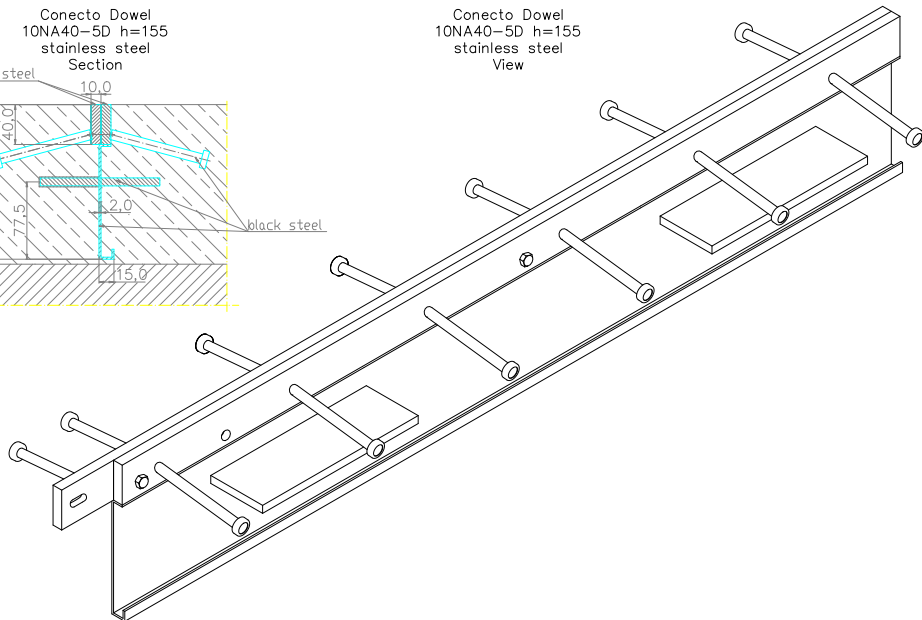 Conecto Dowel
10NA40-5D h=155
stainless steel
Section
Conecto Dowel
10NA40-5D h=155
stainless steel
View
steel
10,0
40,0
2,0
77,5
black steel
15,0